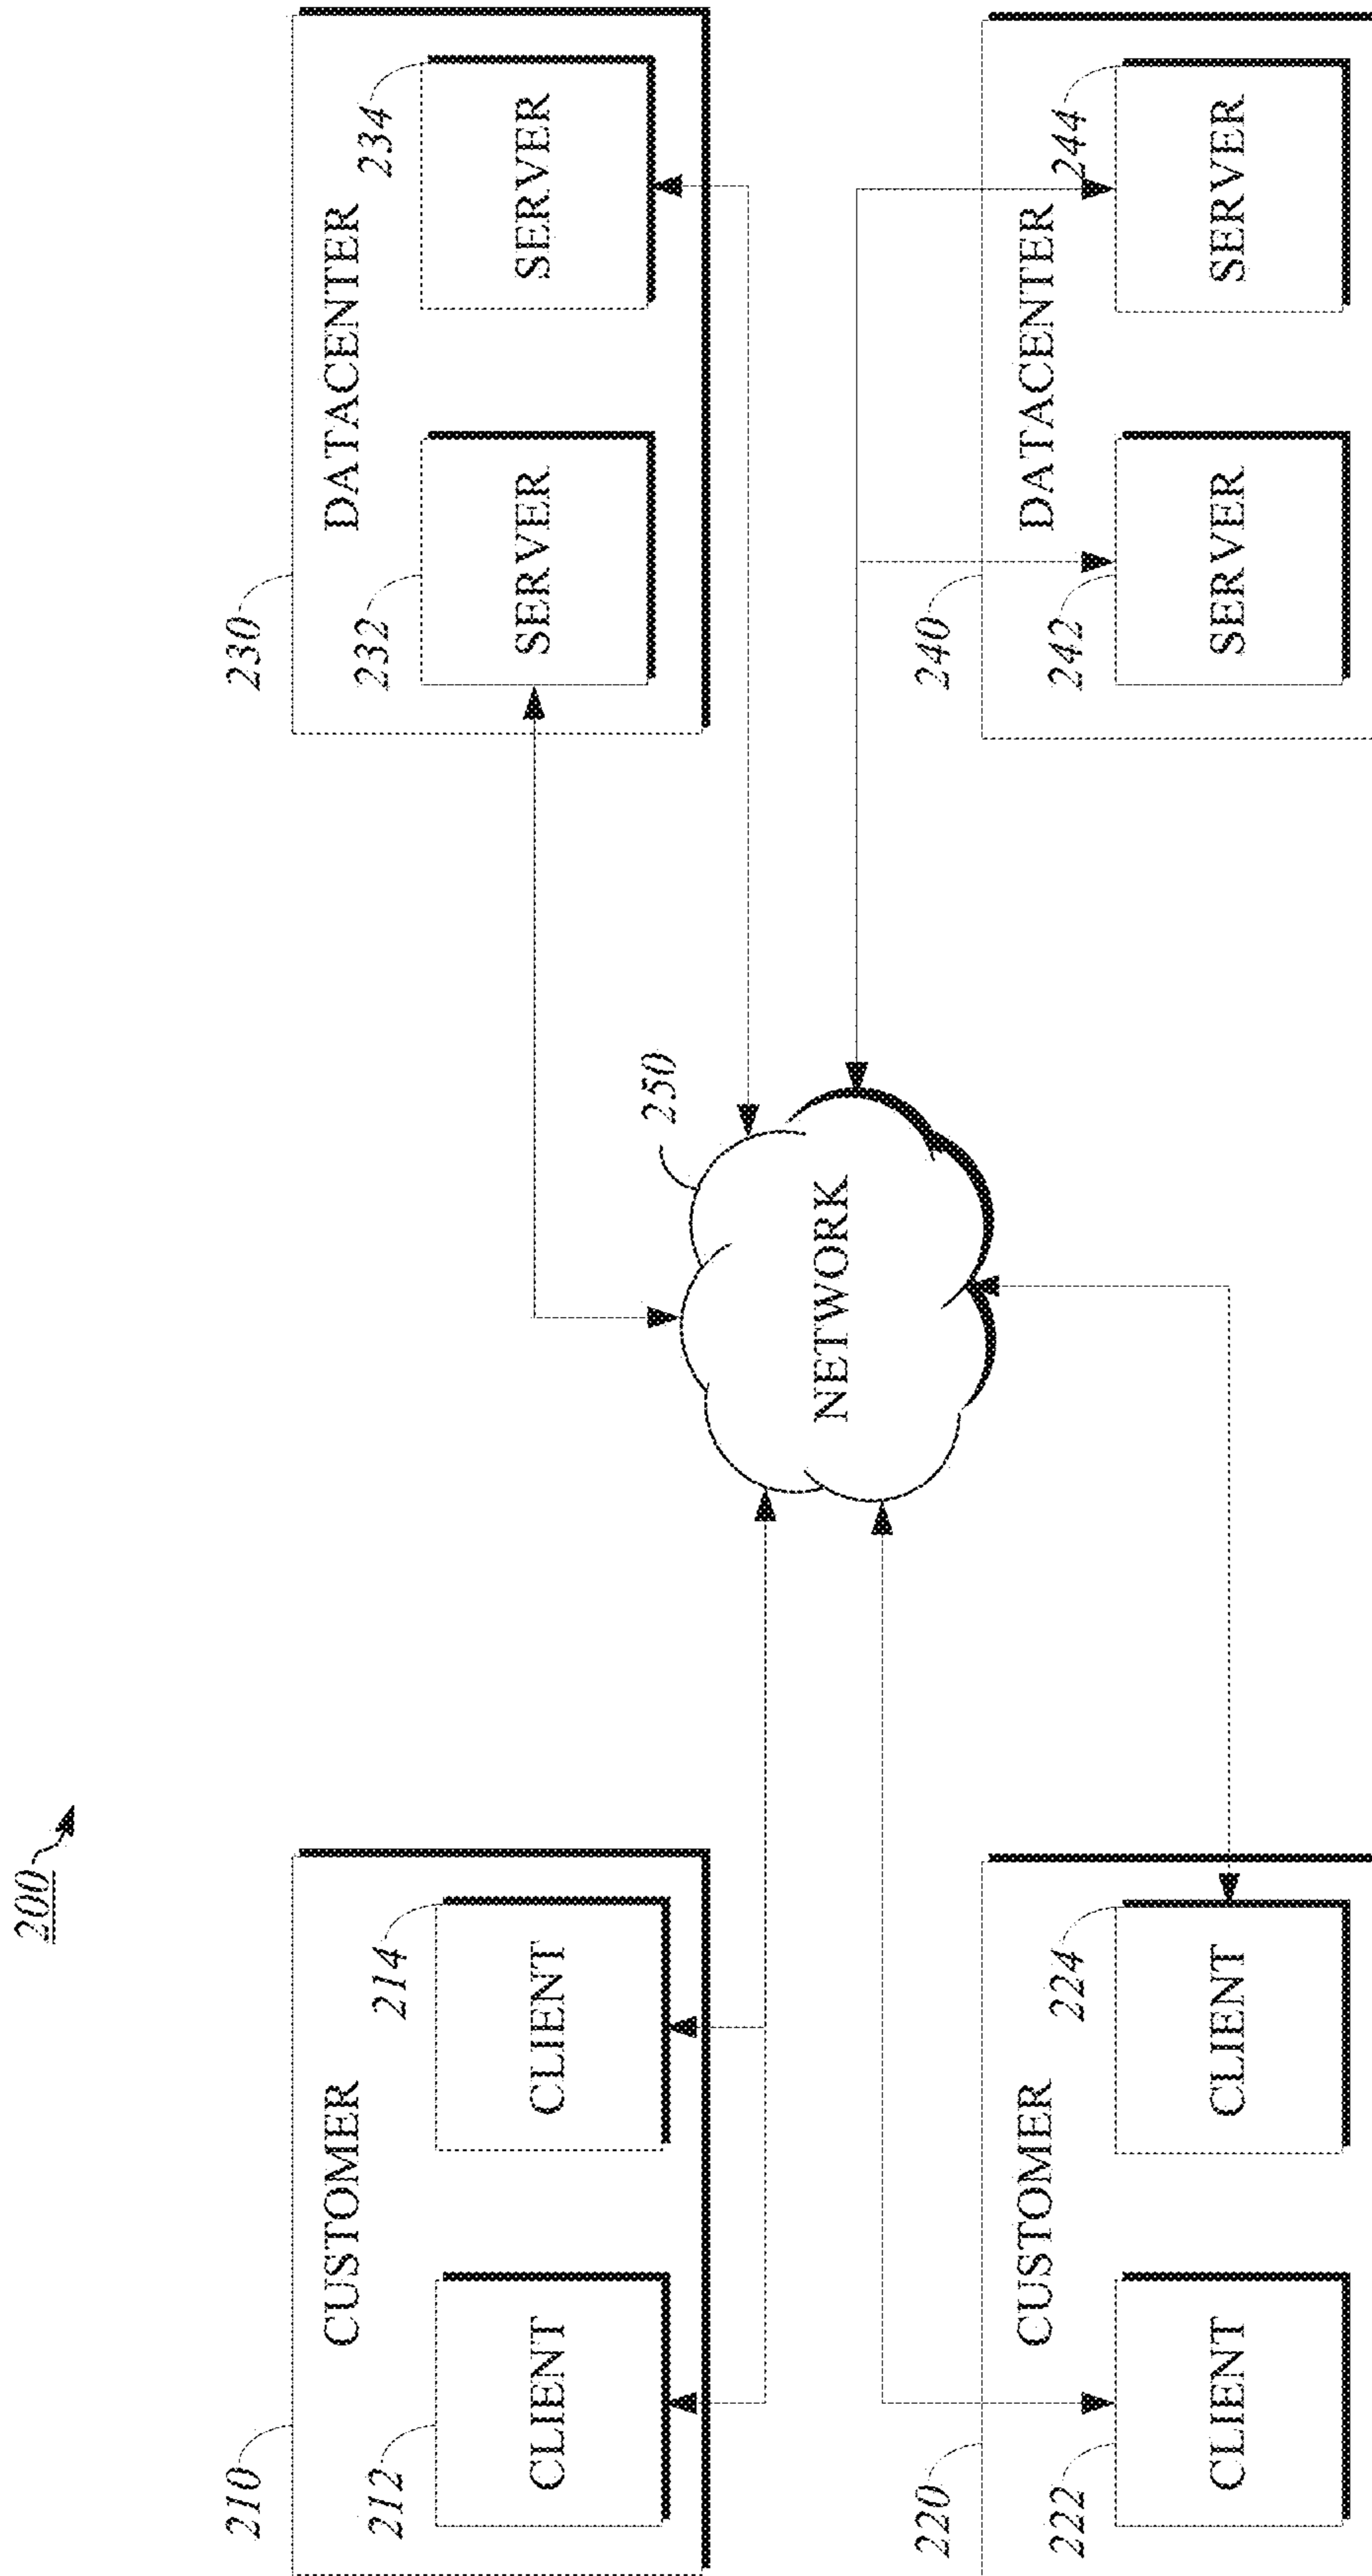 200
210
CUSTOMER
212
CLIENT
214
CLIENT
230
DATACENTER
232
SERVER
234
SERVER
250
NETWORK
220
CUSTOMER
222
CLIENT
224
CLIENT
240
DATACENTER
242
SERVER
244
SERVER